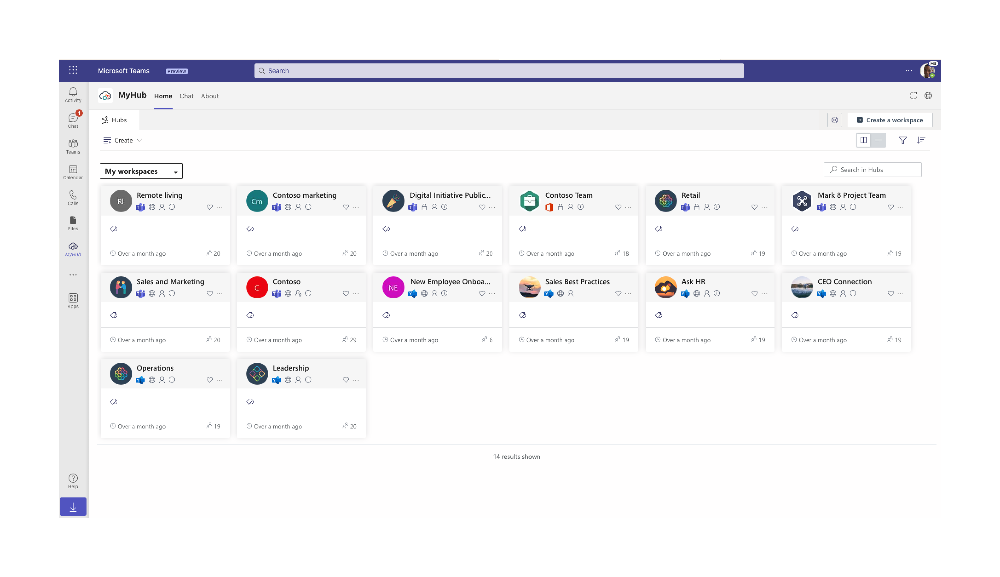 Microsoft Teams Preview Search MS
Activity
1
Chat
Teams
Calendar
Calls
Files
MyHub
Apps
Help
MyHub Home Chat About
Hubs Create a workspace
Create
My workspaces Search in Hubs
Rl Remote living Cm Contoso marketing Digital Initiative Public... Contoso Team Retail Mark 8 Project Team
Over a month ago 20 Over a month ago 20 Over a month ago 20 Over a month ago 18 Over a month ago 19 Over a month ago 19
Sales and Marketing C Contoso NE New Employee Onboa... Sales Best Practices Ask HR CEO Connection
Over a month ago 20 Over a month ago 29 Over a month ago 6 Over a month ago 19 Over a month ago 19 Over a month ago 19
Operations Leadership
Over a month ago 19 Over a month ago 20
14 results shown